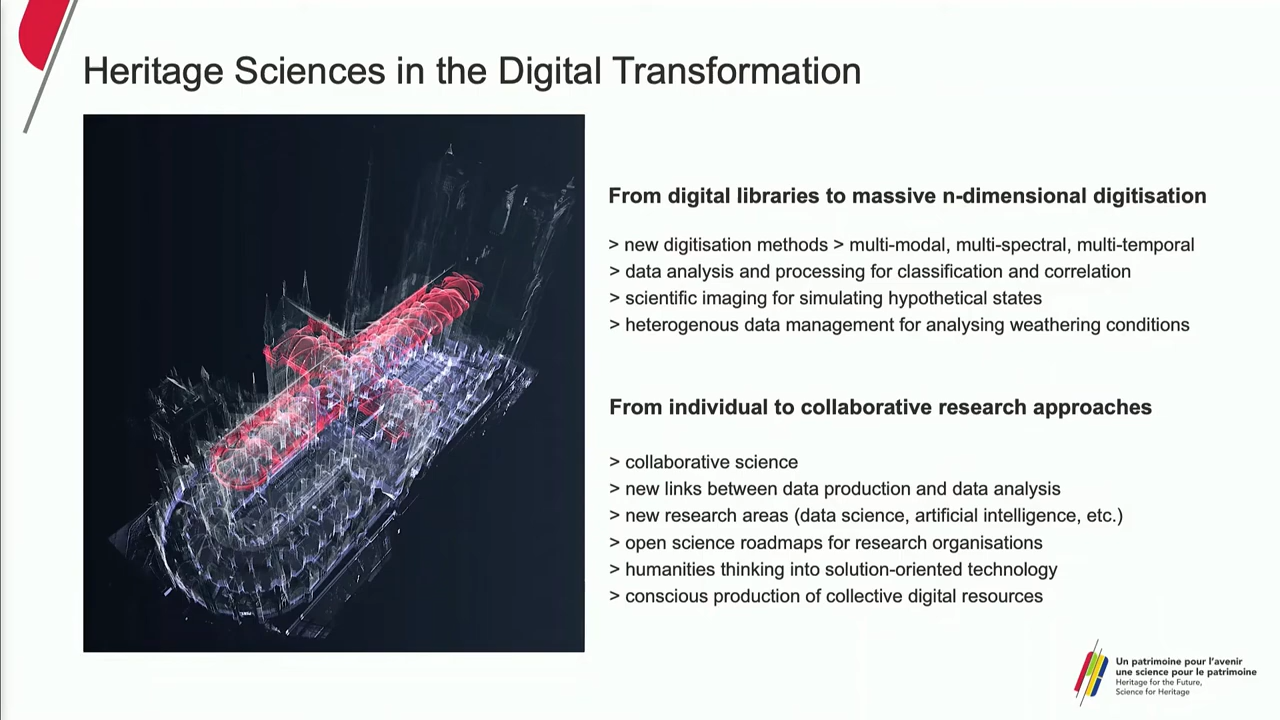 Heritage Sciences in the Digital Transformation
From digital libraries to massive n-dimensional digitisation
> new digitisation methods > multi-modal, multi-spectral, multi-temporal
> data analysis and processing for classification and correlation
> scientific imaging for simulating hypothetical states
> heterogenous data management for analysing weathering conditions
From individual to collaborative research approaches
> collaborative science
> new links between data production and data analysis
> new research areas (data science, artificial intelligence, etc.)
> open science roadmaps for research organisations
> humanities thinking into solution-oriented technology
> conscious production of collective digital resources
Un patrimoine pour l'avenir
une science pour le patrimoine
Heritage for the Future,
Science for Heritage